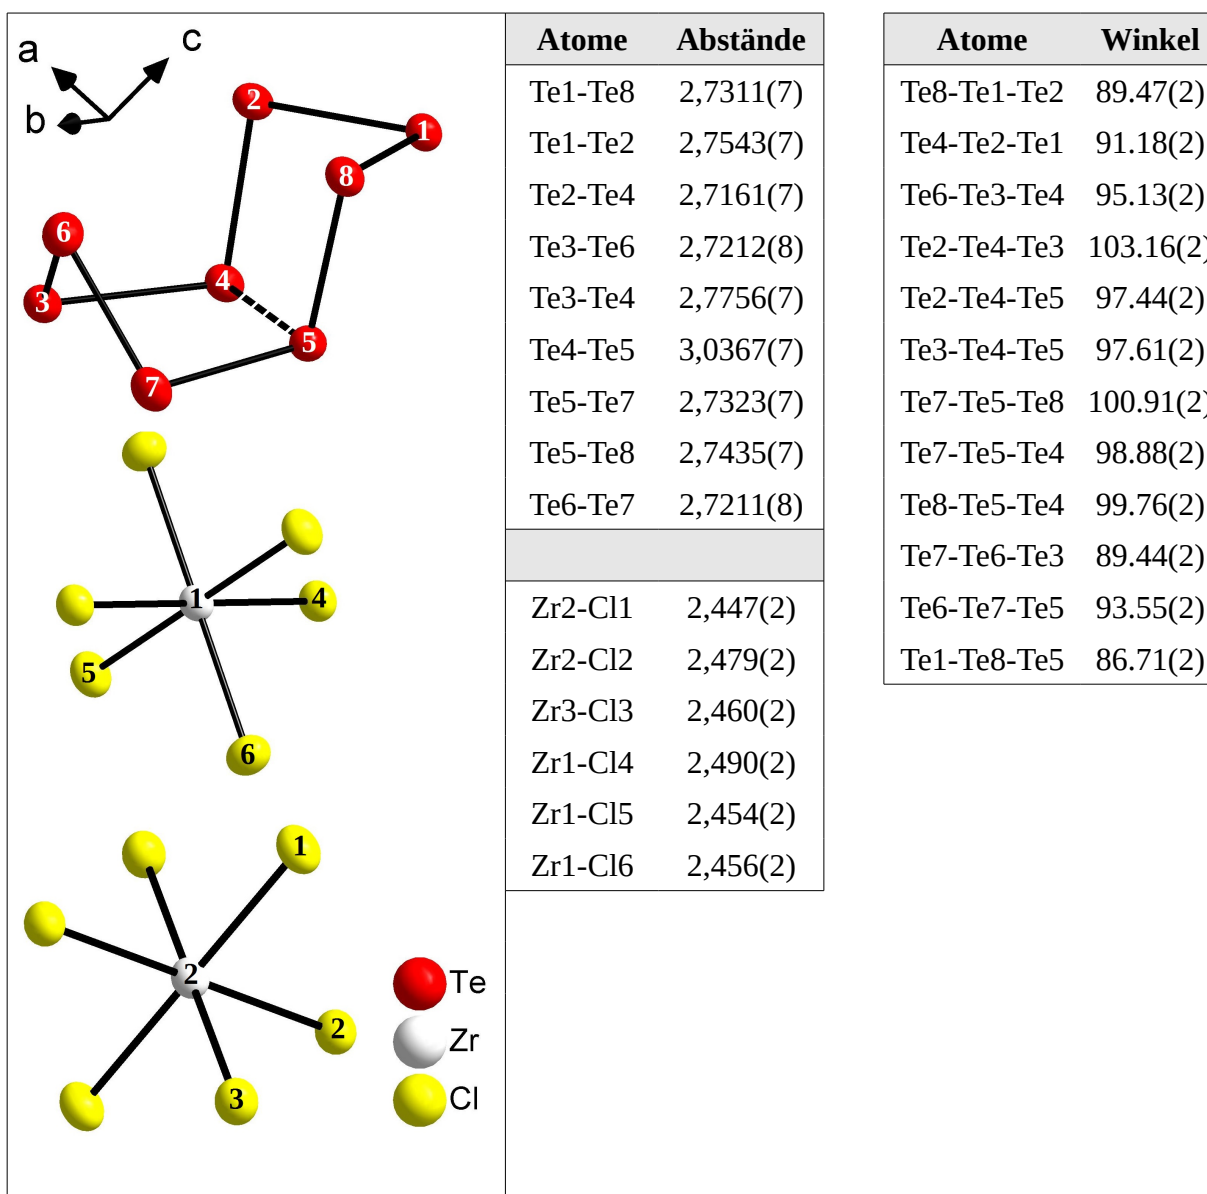 a
c
b
2
1
8
6
4
3
5
7
1
4
5
6
1
2
2
3
Te
Zr
Cl
Atome Abstände
Te1-Te8 2,7311(7)
Te1-Te2 2,7543(7)
Te2-Te4 2,7161(7)
Te3-Te6 2,7212(8)
Te3-Te4 2,7756(7)
Te4-Te5 3,0367(7)
Te5-Te7 2,7323(7)
Te5-Te8 2,7435(7)
Te6-Te7 2,7211(8)
Zr2-Cl1 2,447(2)
Zr2-Cl2 2,479(2)
Zr3-Cl3 2,460(2)
Zr1-Cl4 2,490(2)
Zr1-Cl5 2,454(2)
Zr1-Cl6 2,456(2)
Atome Winkel
Te8-Te1-Te2 89.47(2)
Te4-Te2-Te1 91.18(2)
Te6-Te3-Te4 95.13(2)
Te2-Te4-Te3 103.16(2)
Te2-Te4-Te5 97.44(2)
Te3-Te4-Te5 97.61(2)
Te7-Te5-Te8 100.91(2)
Te7-Te5-Te4 98.88(2)
Te8-Te5-Te4 99.76(2)
Te7-Te6-Te3 89.44(2)
Te6-Te7-Te5 93.55(2)
Te1-Te8-Te5 86.71(2)